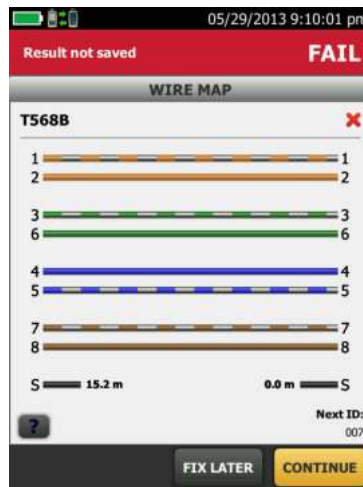 05/29/2013 9:10:01 pm
Result not saved FAIL
WIRE MAP
T568B
1 1
2 2
3 3
6 6
4 4
5 5
7 7
8 8
S 15.2 m 0.0 m S
? Next ID:
007
FIX LATER CONTINUE